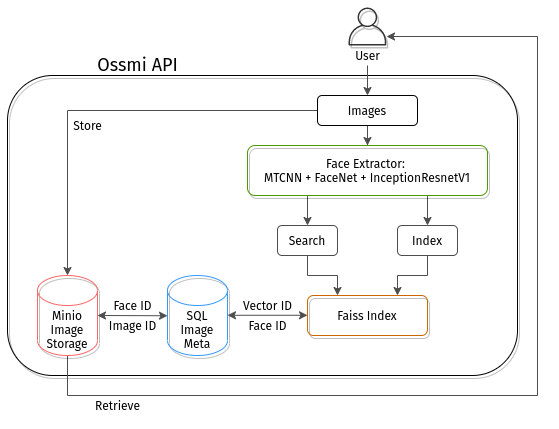 User
Ossmi API
Images
Store
Face Extractor:
MTCNN + FaceNet + InceptionResnetV1
Search
Index
Minio
Image
Storage
Face ID
Image ID
SQL
Image
Meta
Vector ID
Face ID
Faiss Index
Retrieve